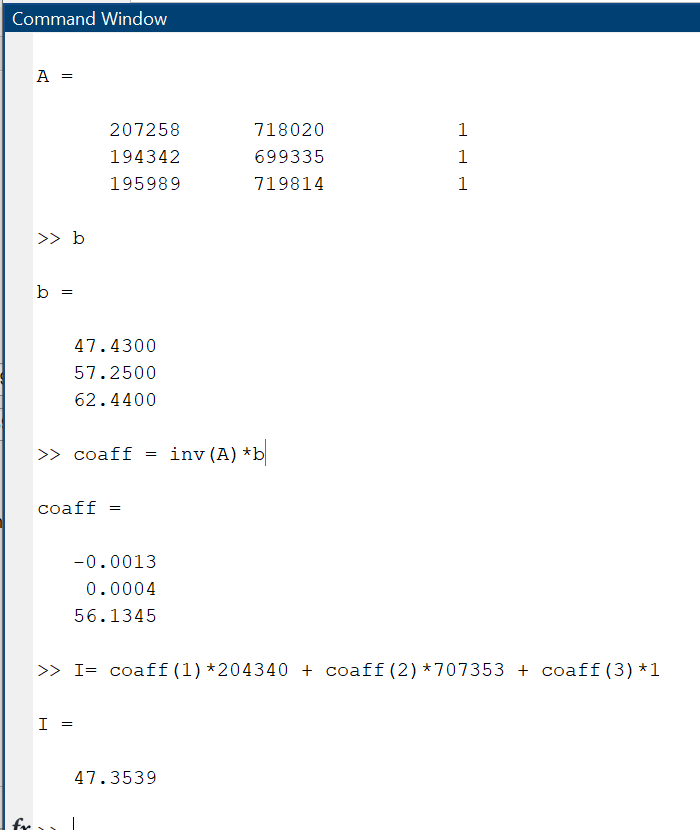 Command Window
A =
207258 718020 1
194342 699335 1
195989 719814 1
>> b
b =
47.4300
57.2500
62.4400
>> coaff = inv(A)*b
coaff =
-0.0013
0.0004
56.1345
>> I= coaff(1)*204340 + coaff(2)*707353 + coaff(3)*1
I =
47.3539
fx >>